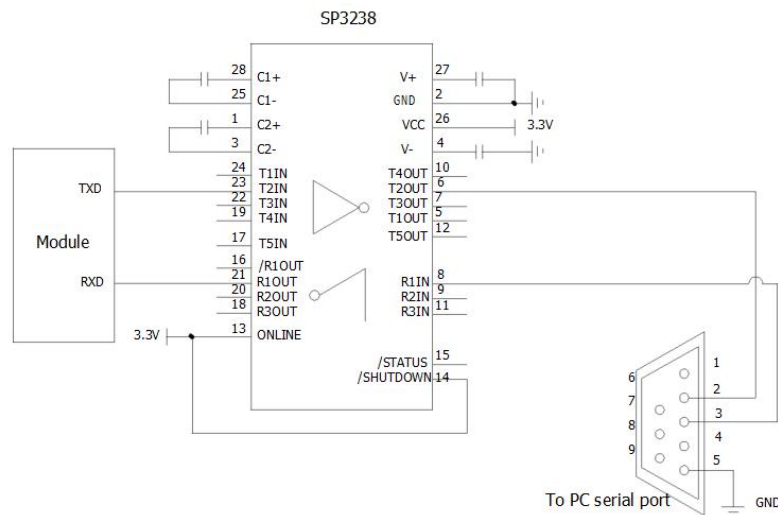 SP3238
28 C1+ V+ 27
25 C1- GND 2
1 C2+ VCC 26 3.3V
3 C2- V- 4
24 T1IN T4OUT 10
TXD 23 T2IN T2OUT 6
22 T3IN T3OUT 7
19 T4IN T1OUT 5
17 T5IN T5OUT 12
Module
16 /R1OUT
RXD 21 R1OUT R1IN 8
20 R2OUT R2IN 9
18 R3OUT R3IN 11
3.3V 13 ONLINE
/STATUS 15
/SHUTDOWN 14
1
6
2
7
3
8
4
9
5
To PC serial port
GND